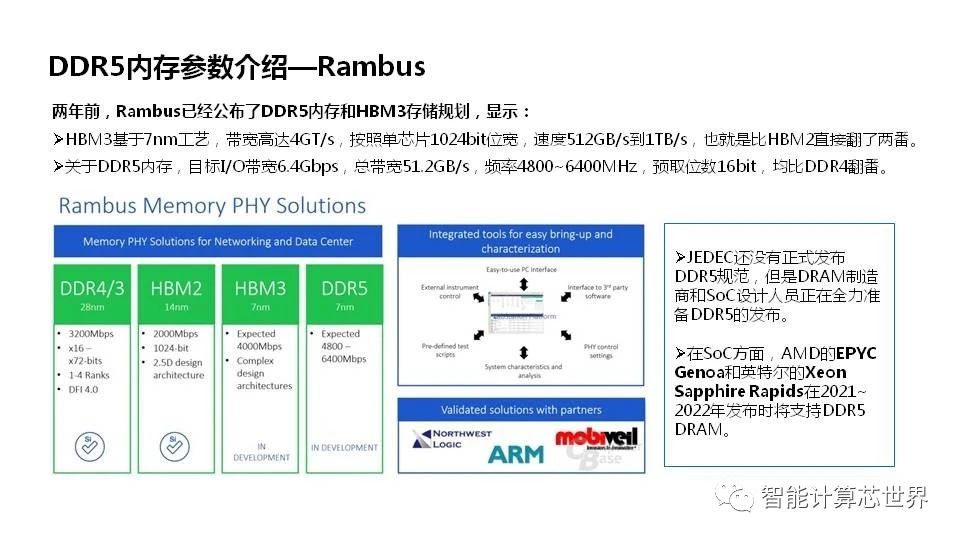 DDR5内存参数介绍—Rambus
两年前，Rambus已经公布了DDR5内存和HBM3存储规划，显示：
➢HBM3基于7nm工艺，带宽高达4GT/s，按照单芯片1024bit位宽，速度512GB/s到1TB/s，也就是比HBM2直接翻了两番。
➢关于DDR5内存，目标I/O带宽6.4Gbps，总带宽51.2GB/s，频率4800~6400MHz，预取位数16bit，均比DDR4翻番。
Rambus Memory PHY Solutions
Memory PHY Solutions for Networking and Data Center
DDR4/3
28nm
• 3200Mbps
• x16 –
x72-bits
• 1-4 Ranks
• DFI 4.0
Si
HBM2
14nm
• 2000Mbps
• 1024-bit
• 2.5D design
architecture
Si
HBM3
7nm
• Expected
4000Mbps
• Complex
design
architectures
IN
DEVELOPMENT
DDR5
7nm
• Expected
4800 –
6400Mbps
IN DEVELOPMENT
Integrated tools for easy bring-up and
characterization
Easy-to-use PC interface
External instrument
control
Interface to 3rd party
software
Platform
Pre-defined test
scripts
PHY control
settings
System characteristics and
analysis
Validated solutions with partners
NORTHWEST
LOGIC
ARM
mobiveil
➢JEDEC还没有正式发布
DDR5规范，但是DRAM制造
商和SoC设计人员正在全力准
备DDR5的发布。
➢在SoC方面，AMD的EPYC
Genoa和英特尔的Xeon
Sapphire Rapids在2021~
2022年发布时将支持DDR5
DRAM。
智能计算芯世界